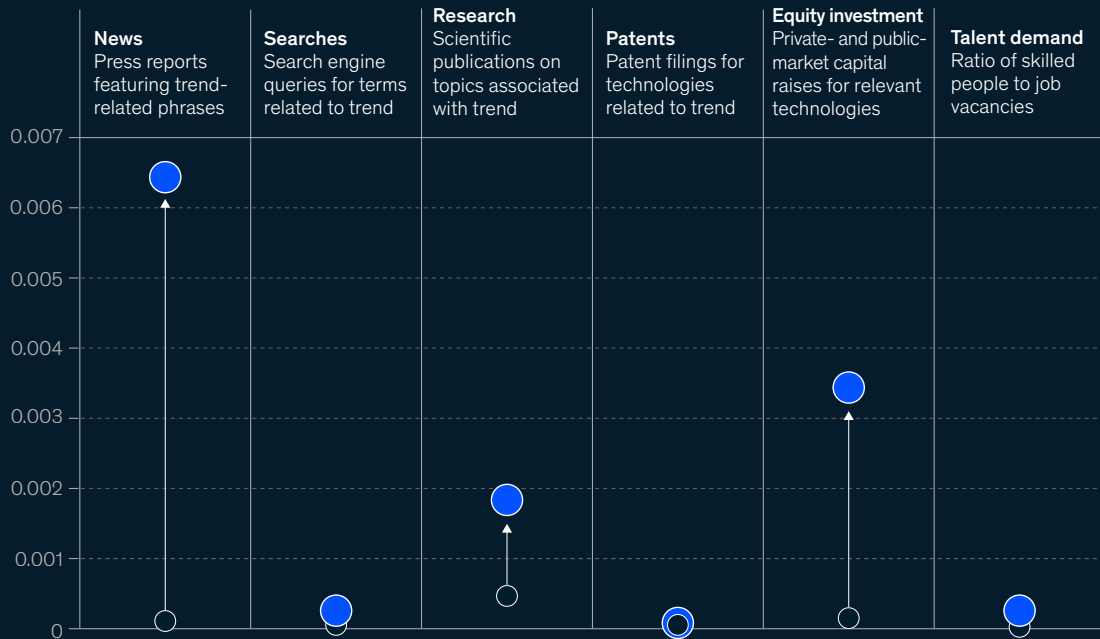 News
Press reports
featuring trend-
related phrases
Searches
Search engine
queries for terms
related to trend
Research
Scientific
publications on
topics associated
with trend
Patents
Patent filings for
technologies
related to trend
Equity investment
Private- and public-
market capital
raises for relevant
technologies
Talent demand
Ratio of skilled
people to job
vacancies
0.007
0.006
0.005
0.004
0.003
0.002
0.001
0